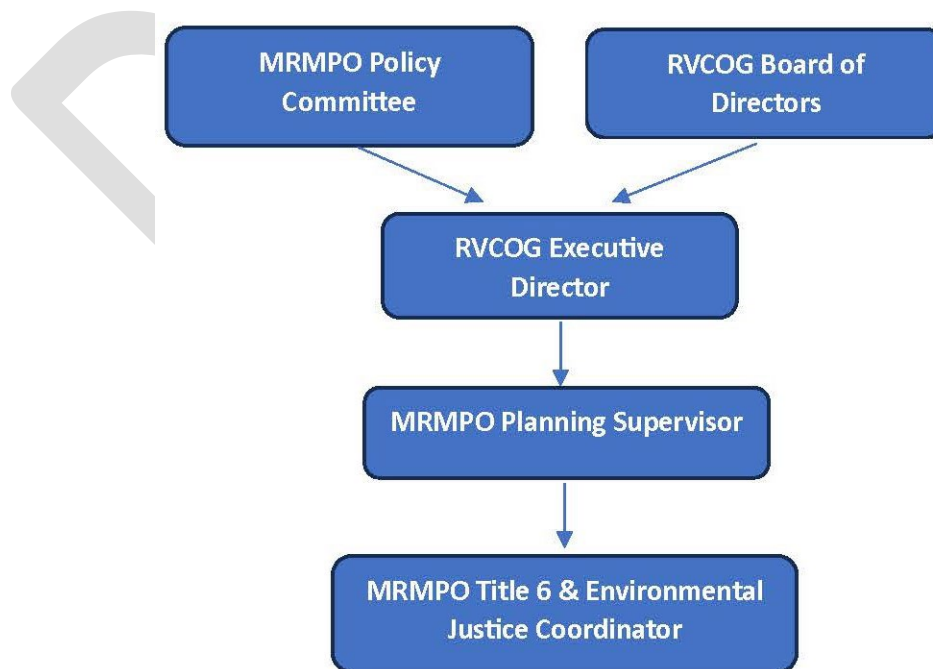 MRMPO Policy
Committee
RVCOG Board of
Directors
RVCOG Executive
Director
MRMPO Planning Supervisor
MRMPO Title 6 & Environmental
Justice Coordinator